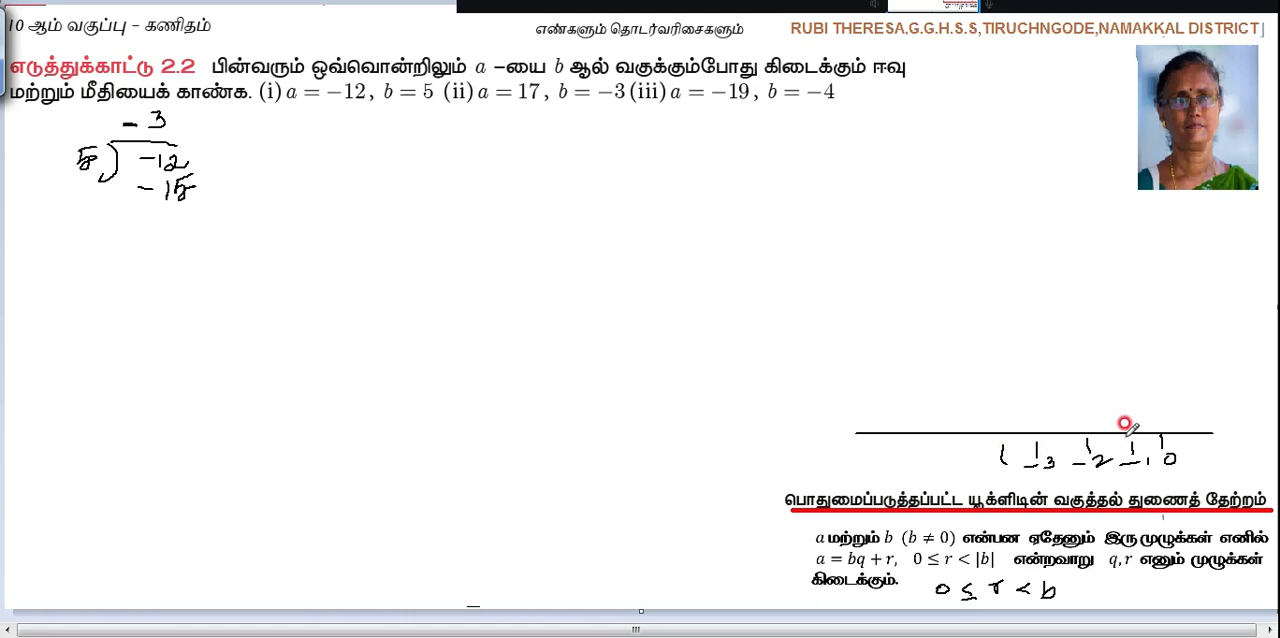 10 ஆம் வகுப்பு – கணிதம்
எண்களும் தொடர்வரிசைகளும்
RUBI THERESA,G.G.H.S.S,TIRUCHNGODE,NAMAKKAL DISTRICT
எடுத்துக்காட்டு 2.2 பின்வரும் ஒவ்வொன்றிலும் a –யை b ஆல் வகுக்கும்போது கிடைக்கும் ஈவு
மற்றும் மீதியைக் காண்க. (i) a = −12, b = 5 (ii) a = 17, b = −3 (iii) a = −19, b = −4
- 3
5 ) -12
- 15
-3 -2 -1 0
பொதுமைப்படுத்தப்பட்ட யூக்ளிடின் வகுத்தல் துணைத் தேற்றம்
a மற்றும் b (b ≠ 0) என்பன ஏதேனும் இரு முழுக்கள் எனில்
a = bq + r, 0 ≤ r < |b| என்றவாறு q, r எனும் முழுக்கள்
கிடைக்கும்.
0 ≤ r < b